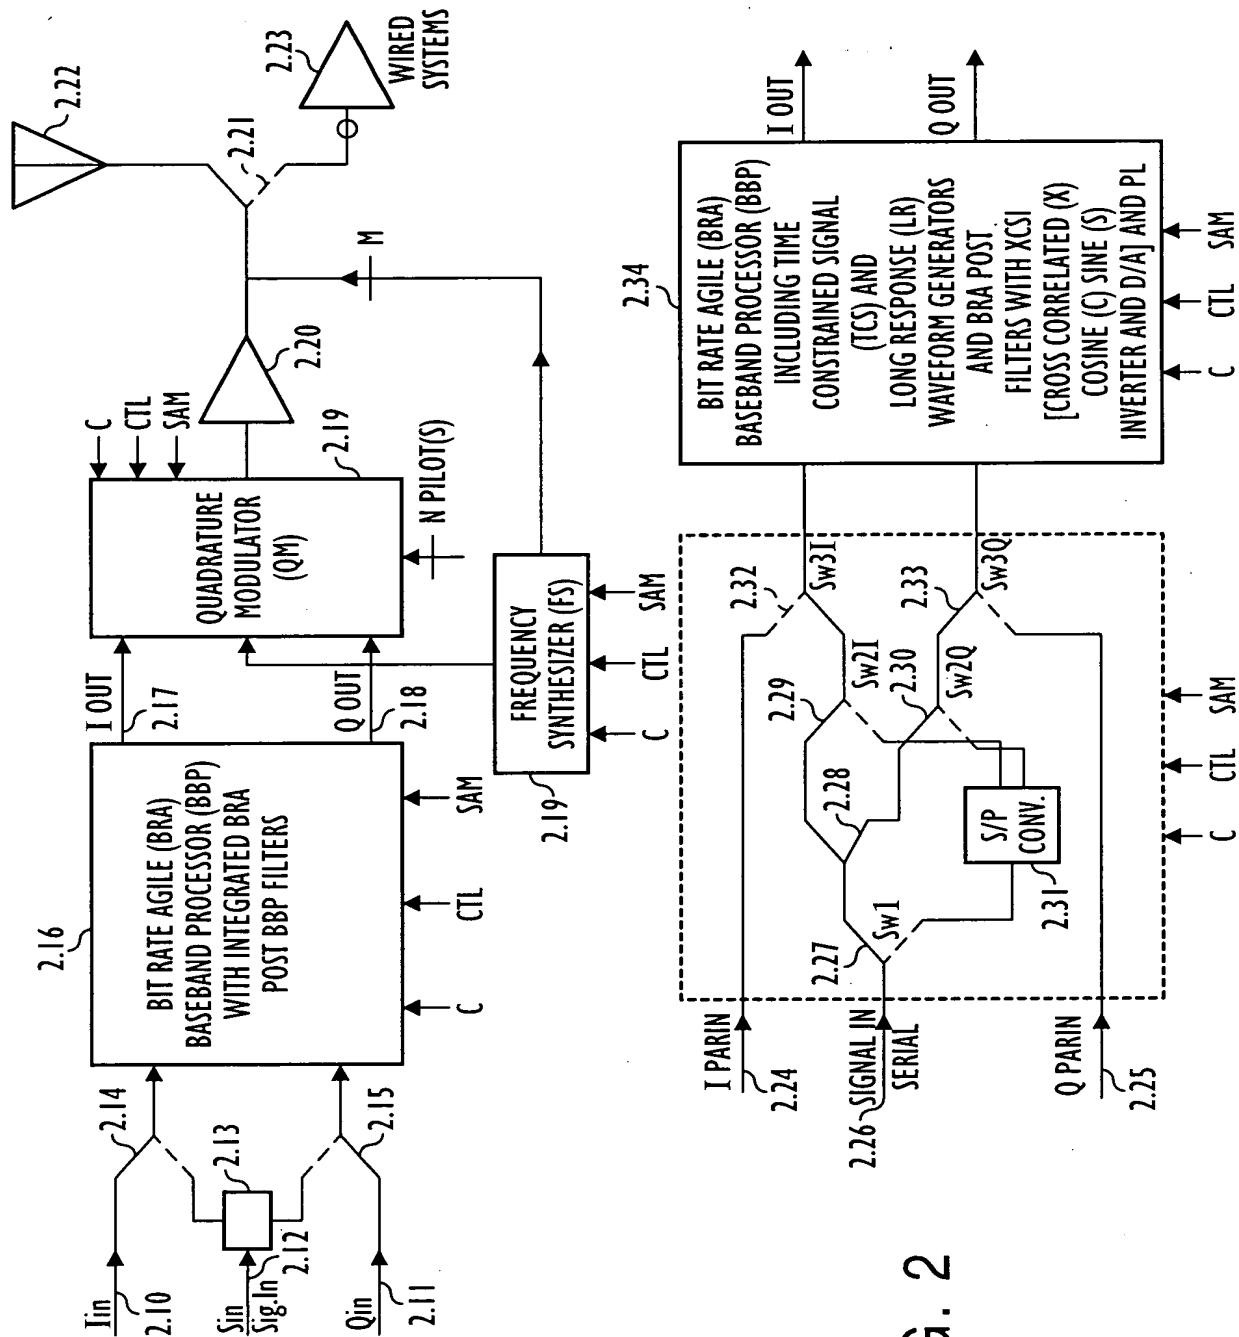 Iin
2.10
Sin
Sig.In
2.12
Qin
2.11
2.13
2.14
2.15
2.16
BIT RATE AGILE (BRA)
BASEBAND PROCESSOR (BBP)
WITH INTEGRATED BRA
POST BBP FILTERS
C
CTL
SAM
I OUT
2.17
Q OUT
2.18
QUADRATURE
MODULATOR
(QM)
2.19
C
CTL
SAM
N PILOT(S)
FREQUENCY
SYNTHESIZER (FS)
2.19
C
CTL
SAM
2.20
M
2.21
2.22
2.23
WIRED
SYSTEMS
I PARIN
2.24
2.26
SIGNAL IN
SERIAL
Q PARIN
2.25
2.27
Sw1
2.28
2.29
Sw2I
2.30
Sw2Q
S/P
CONV.
2.31
2.32
Sw3I
2.33
Sw3Q
C
CTL
SAM
2.34
BIT RATE AGILE (BRA)
BASEBAND PROCESSOR (BBP)
INCLUDING TIME
CONSTRAINED SIGNAL
(TCS) AND
LONG RESPONSE (LR)
WAVEFORM GENERATORS
AND BRA POST
FILTERS WITH XCSI
[CROSS CORRELATED (X)
COSINE (C) SINE (S)
INVERTER AND D/A] AND PL
C
CTL
SAM
I OUT
Q OUT
G. 2